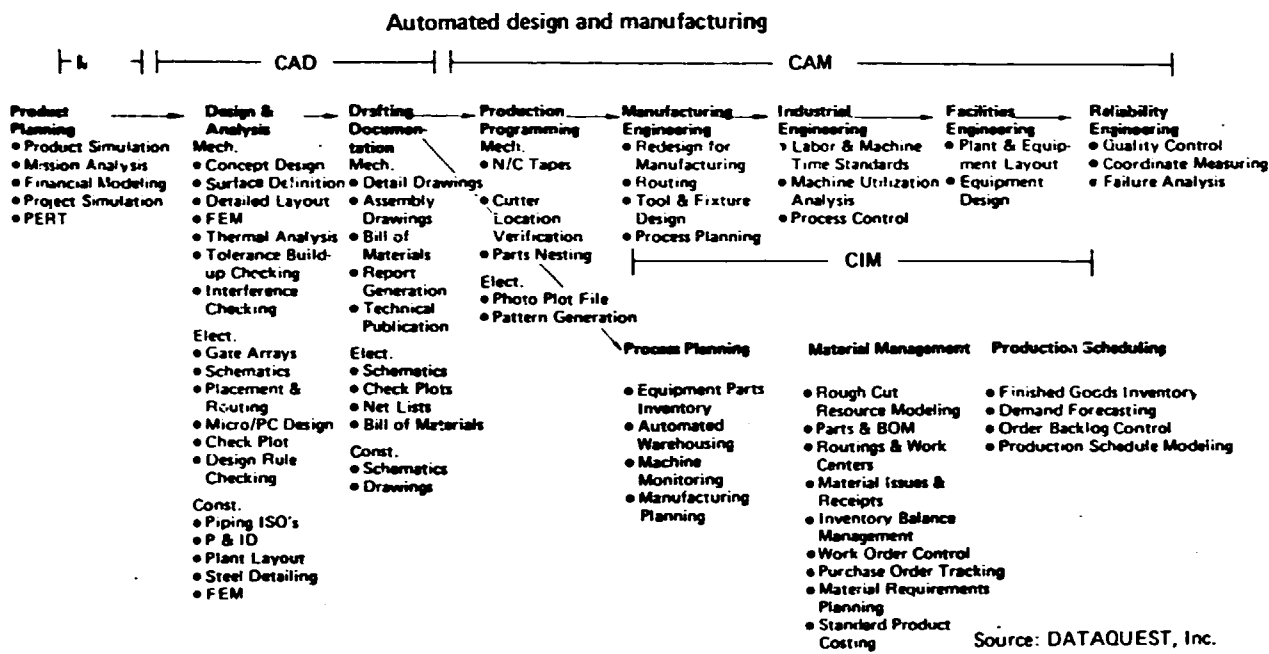 Automated design and manufacturing
CAD
CAM
Product
Planning
• Product Simulation
• Mission Analysis
• Financial Modeling
• Project Simulation
• PERT
Design &
Analysis
Mech.
• Concept Design
• Surface Definition
• Detailed Layout
• FEM
• Thermal Analysis
• Tolerance Build-
up Checking
• Interference
Checking
Elect.
• Gate Arrays
• Schematics
• Placement &
Routing
• Micro/PC Design
• Check Plot
• Design Rule
Checking
Const.
• Piping ISO's
• P & ID
• Plant Layout
• Steel Detailing
• FEM
Drafting
Documen-
tation
Mech.
• Detail Drawings
• Assembly
Drawings
• Bill of
Materials
• Report
Generation
• Technical
Publication
Elect.
• Schematics
• Check Plots
• Net Lists
• Bill of Materials
Const.
• Schematics
• Drawings
Production
Programming
Mech.
• N/C Tapes
• Cutter
Location
Verification
• Parts Nesting
Elect.
• Photo Plot File
• Pattern Generation
Manufacturing
Engineering
• Redesign for
Manufacturing
• Routing
• Tool & Fixture
Design
• Process Planning
Industrial
Engineering
• Labor & Machine
Time Standards
• Machine Utilization
Analysis
• Process Control
Facilities
Engineering
• Plant & Equip-
ment Layout
• Equipment
Design
Reliability
Engineering
• Quality Control
• Coordinate Measuring
• Failure Analysis
CIM
Process Planning
• Equipment Parts
Inventory
• Automated
Warehousing
• Machine
Monitoring
• Manufacturing
Planning
Material Management
• Rough Cut
Resource Modeling
• Parts & BOM
• Routings & Work
Centers
• Material Issues &
Receipts
• Inventory Balance
Management
• Work Order Control
• Purchase Order Tracking
• Material Requirements
Planning
• Standard Product
Costing
Production Scheduling
• Finished Goods Inventory
• Demand Forecasting
• Order Backlog Control
• Production Schedule Modeling
Source: DATAQUEST, Inc.